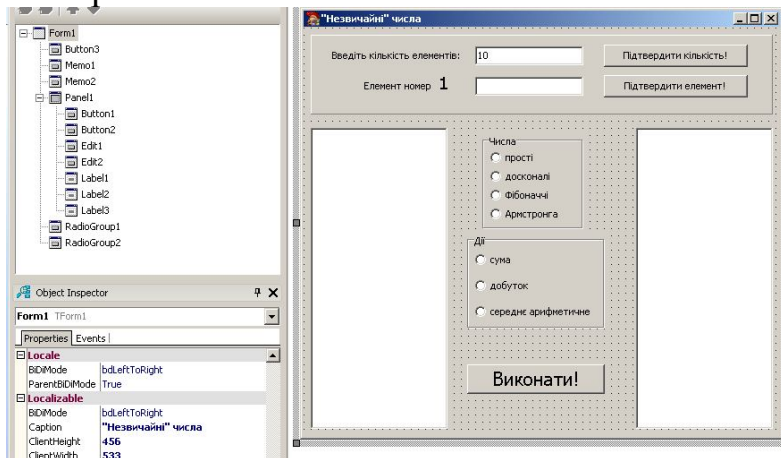 Form1
Button3
Memo1
Memo2
Panel1
Button1
Button2
Edit1
Edit2
Label1
Label2
Label3
RadioGroup1
RadioGroup2
Object Inspector
Form1 TForm1
Properties Events
Locale
BiDiMode bdLeftToRight
ParentBiDiMode True
Localizable
BiDiMode bdLeftToRight
Caption "Незвичайні" числа
ClientHeight 456
ClientWidth 533
"Незвичайні" числа
Введіть кількість елементів: 10 Підтвердити кількість!
Елемент номер 1 Підтвердити елемент!
Числа
прості
досконалі
Фібоначчі
Армстронга
Дії
сума
добуток
середнє арифметичне
Виконати!